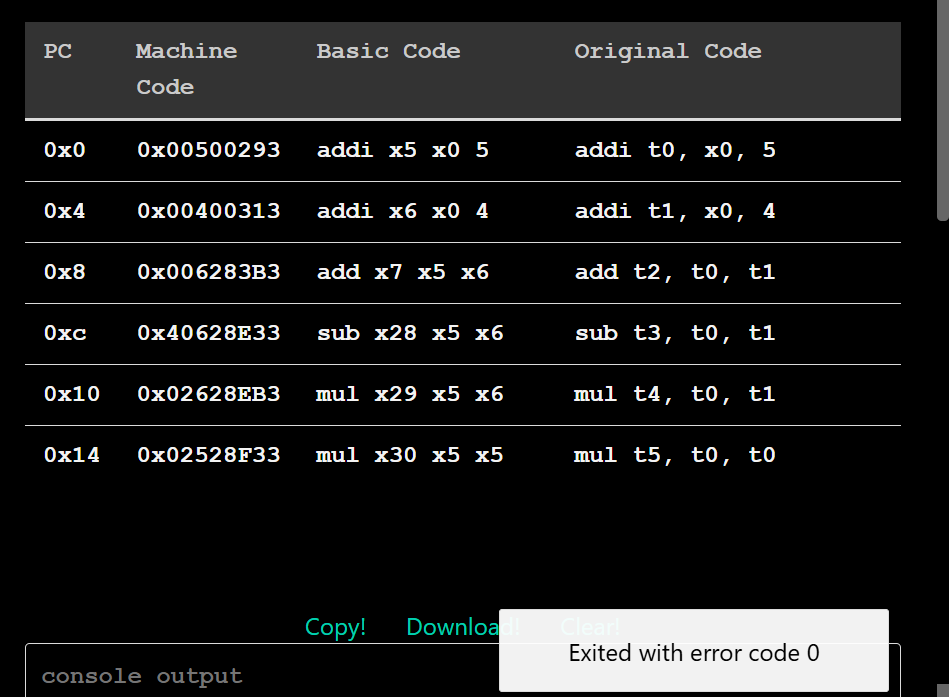 PC Machine Code Basic Code Original Code
0x0 0x00500293 addi x5 x0 5 addi t0, x0, 5
0x4 0x00400313 addi x6 x0 4 addi t1, x0, 4
0x8 0x006283B3 add x7 x5 x6 add t2, t0, t1
0xc 0x40628E33 sub x28 x5 x6 sub t3, t0, t1
0x10 0x02628EB3 mul x29 x5 x6 mul t4, t0, t1
0x14 0x02528F33 mul x30 x5 x5 mul t5, t0, t0
Copy! Download! Clear!
Exited with error code 0
console output